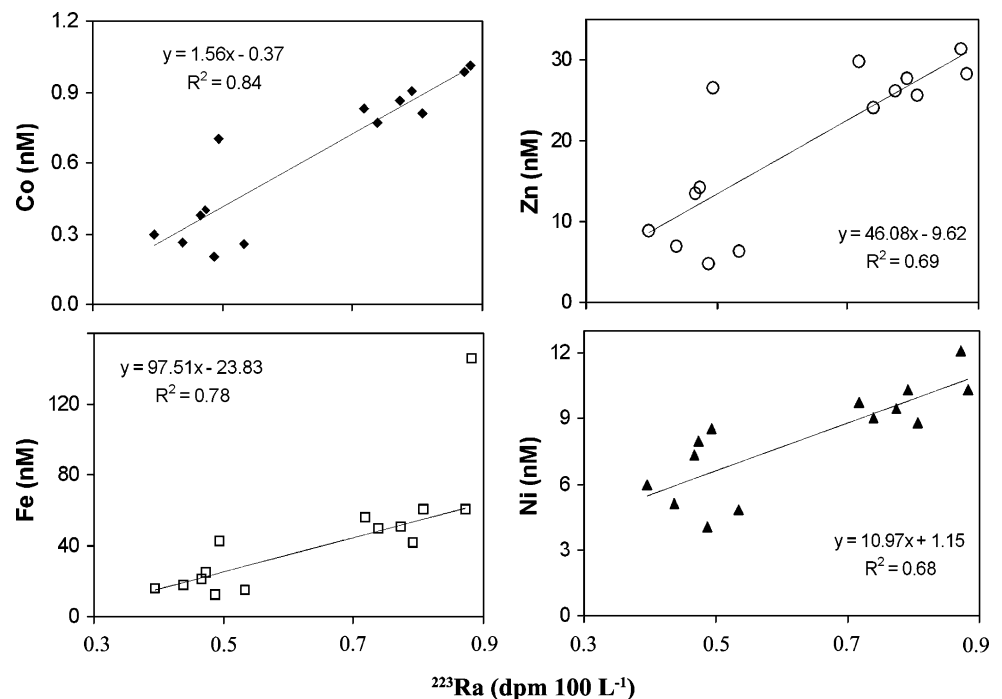 1.2
0.9
0.6
0.3
0.0
Co (nM)
y = 1.56x - 0.37
R² = 0.84
30
20
10
0
Zn (nM)
y = 46.08x - 9.62
R² = 0.69
120
80
40
0
Fe (nM)
y = 97.51x - 23.83
R² = 0.78
0.3 0.5 0.7 0.9
12
9
6
3
0
Ni (nM)
y = 10.97x + 1.15
R² = 0.68
0.3 0.5 0.7 0.9
²²³Ra (dpm 100 L⁻¹)